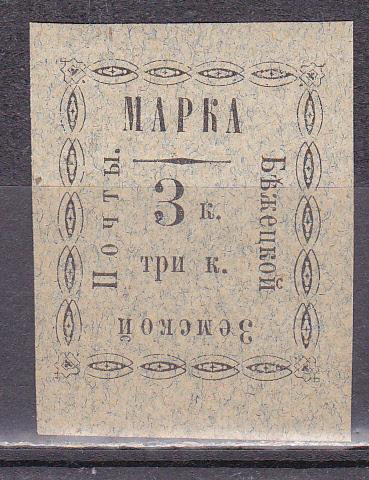 МАРКА
Бѣжецкой
Земской
Почты.
3 к.
три к.